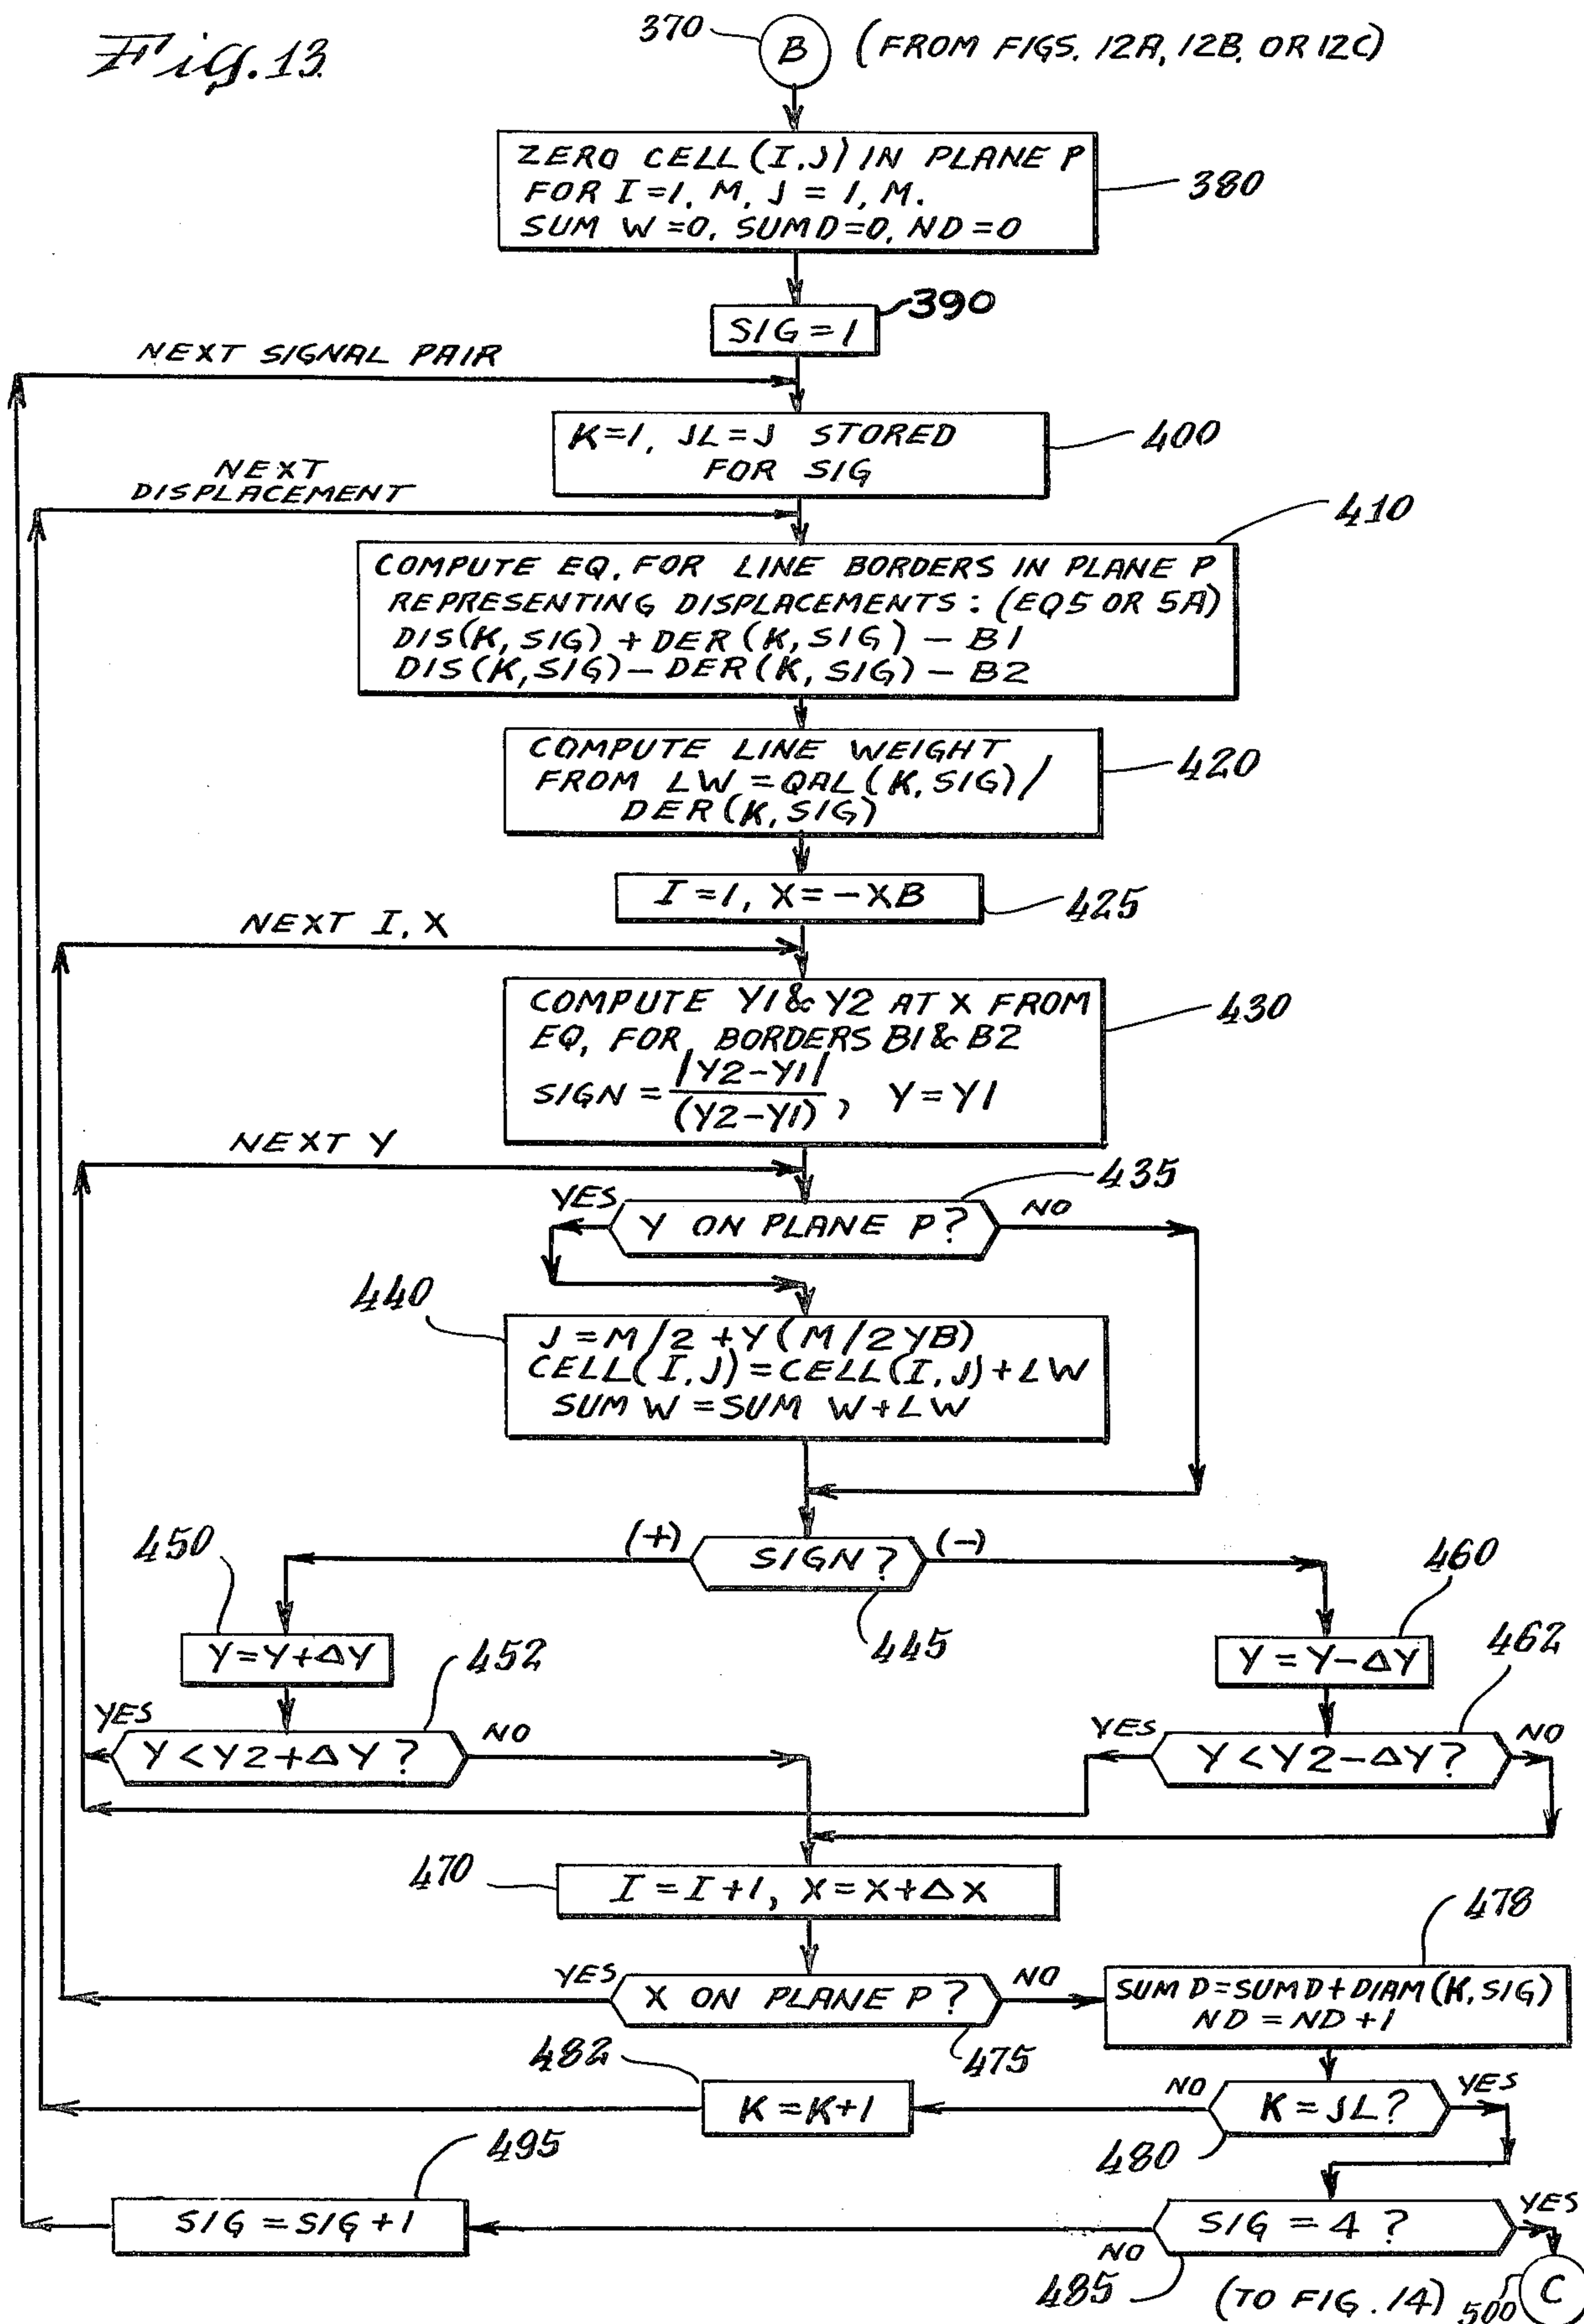 Fig. 13
370
B
(FROM FIGS. 12A, 12B, OR 12C)
ZERO CELL(I,J) IN PLANE P
FOR I=1, M, J = 1, M.
SUM W=0, SUMD=0, ND=0
380
SIG=1
390
NEXT SIGNAL PAIR
K=1, JL=J STORED
FOR SIG
400
NEXT
DISPLACEMENT
410
COMPUTE EQ. FOR LINE BORDERS IN PLANE P
REPRESENTING DISPLACEMENTS: (EQ5 OR 5A)
DIS(K,SIG)+DER(K,SIG)-B1
DIS(K,SIG)-DER(K,SIG)-B2
COMPUTE LINE WEIGHT
FROM LW=QAL(K,SIG)/
DER(K,SIG)
420
I=1, X=-XB
425
NEXT I, X
COMPUTE Y1 & Y2 AT X FROM
EQ. FOR BORDERS B1 & B2
SIGN = |Y2-Y1| / (Y2-Y1), Y=Y1
430
NEXT Y
435
YES
Y ON PLANE P?
NO
440
J=M/2+Y(M/2YB)
CELL(I,J)=CELL(I,J)+LW
SUM W=SUM W+LW
450
(+)
SIGN?
(-)
460
445
Y=Y+ΔY
452
Y=Y-ΔY
462
YES
Y<Y2+ΔY?
NO
YES
Y<Y2-ΔY?
NO
470
I=I+1, X=X+ΔX
478
YES
X ON PLANE P?
NO
475
SUM D=SUMD+DIAM(K,SIG)
ND=ND+1
482
K=K+1
NO
K=JL?
YES
480
495
SIG=SIG+1
NO
SIG=4?
YES
485
(TO FIG. 14)
500
C